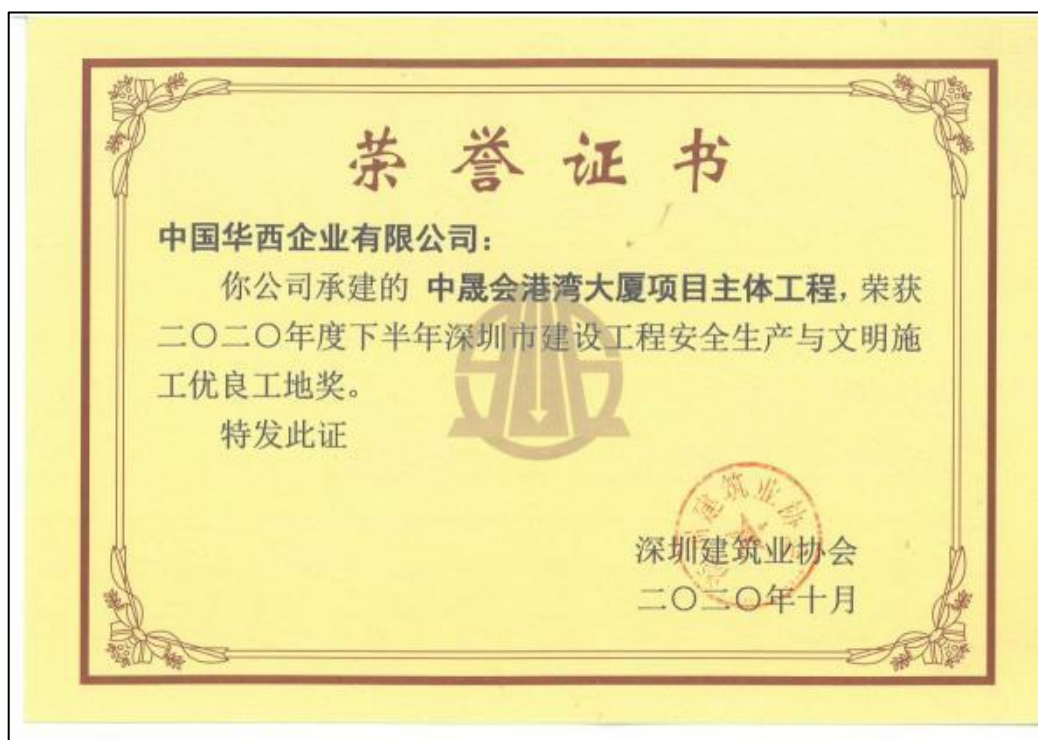 荣誉证书
中国华西企业有限公司：
你公司承建的 中晟会港湾大厦项目主体工程，荣获
二〇二〇年度下半年深圳市建设工程安全生产与文明施
工优良工地奖。
特发此证
深圳建筑业协会
二〇二〇年十月